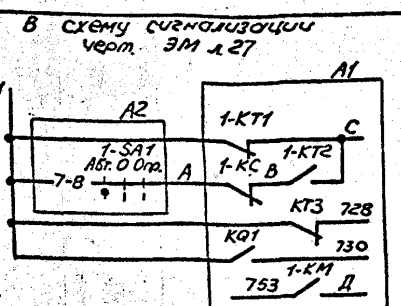 В схему сигнализации
черт. ЭМ л 27
А1
А2
1-КТ1
С
1-SA1
Авт. О Опр.
7-8
А
1-КС
В
1-КТ2
КТ3
728
KQ1
730
753
1-КМ
Д